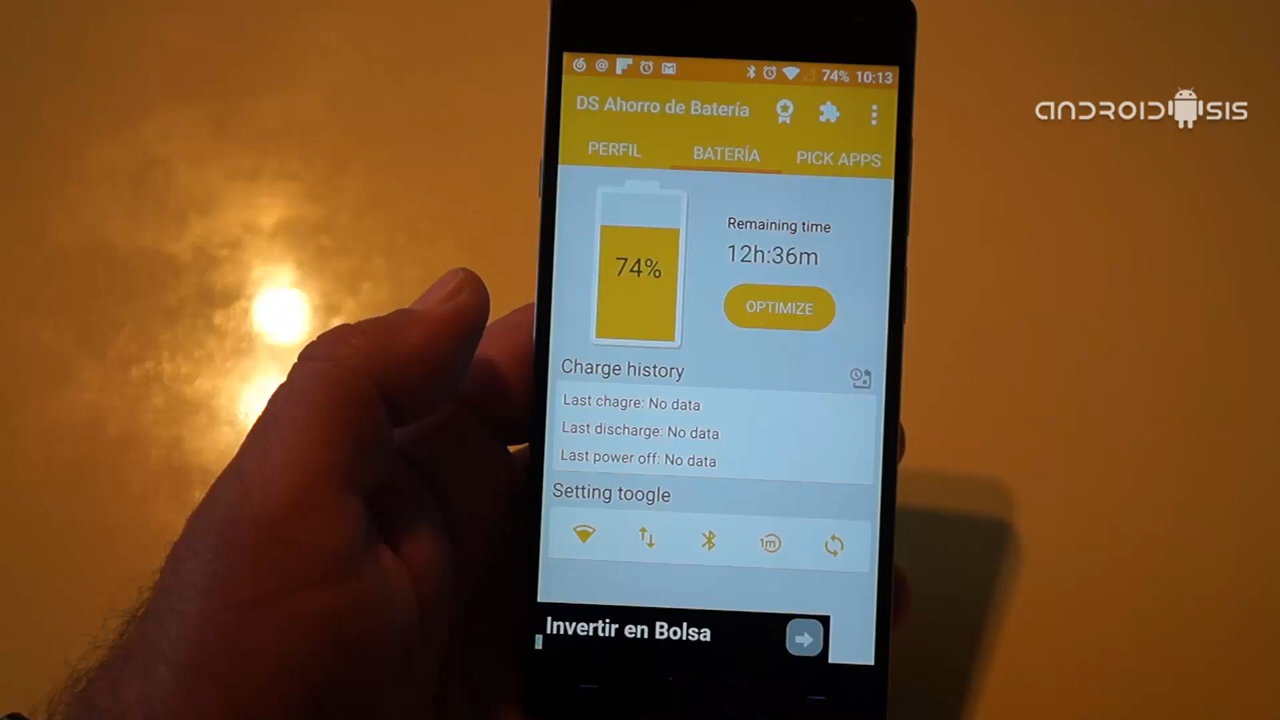 74% 10:13
DS Ahorro de Batería
PERFIL BATERÍA PICK APPS
74%
Remaining time
12h:36m
OPTIMIZE
Charge history
Last chagre: No data
Last discharge: No data
Last power off: No data
Setting toogle
1m
Invertir en Bolsa
ANDROIDSIS